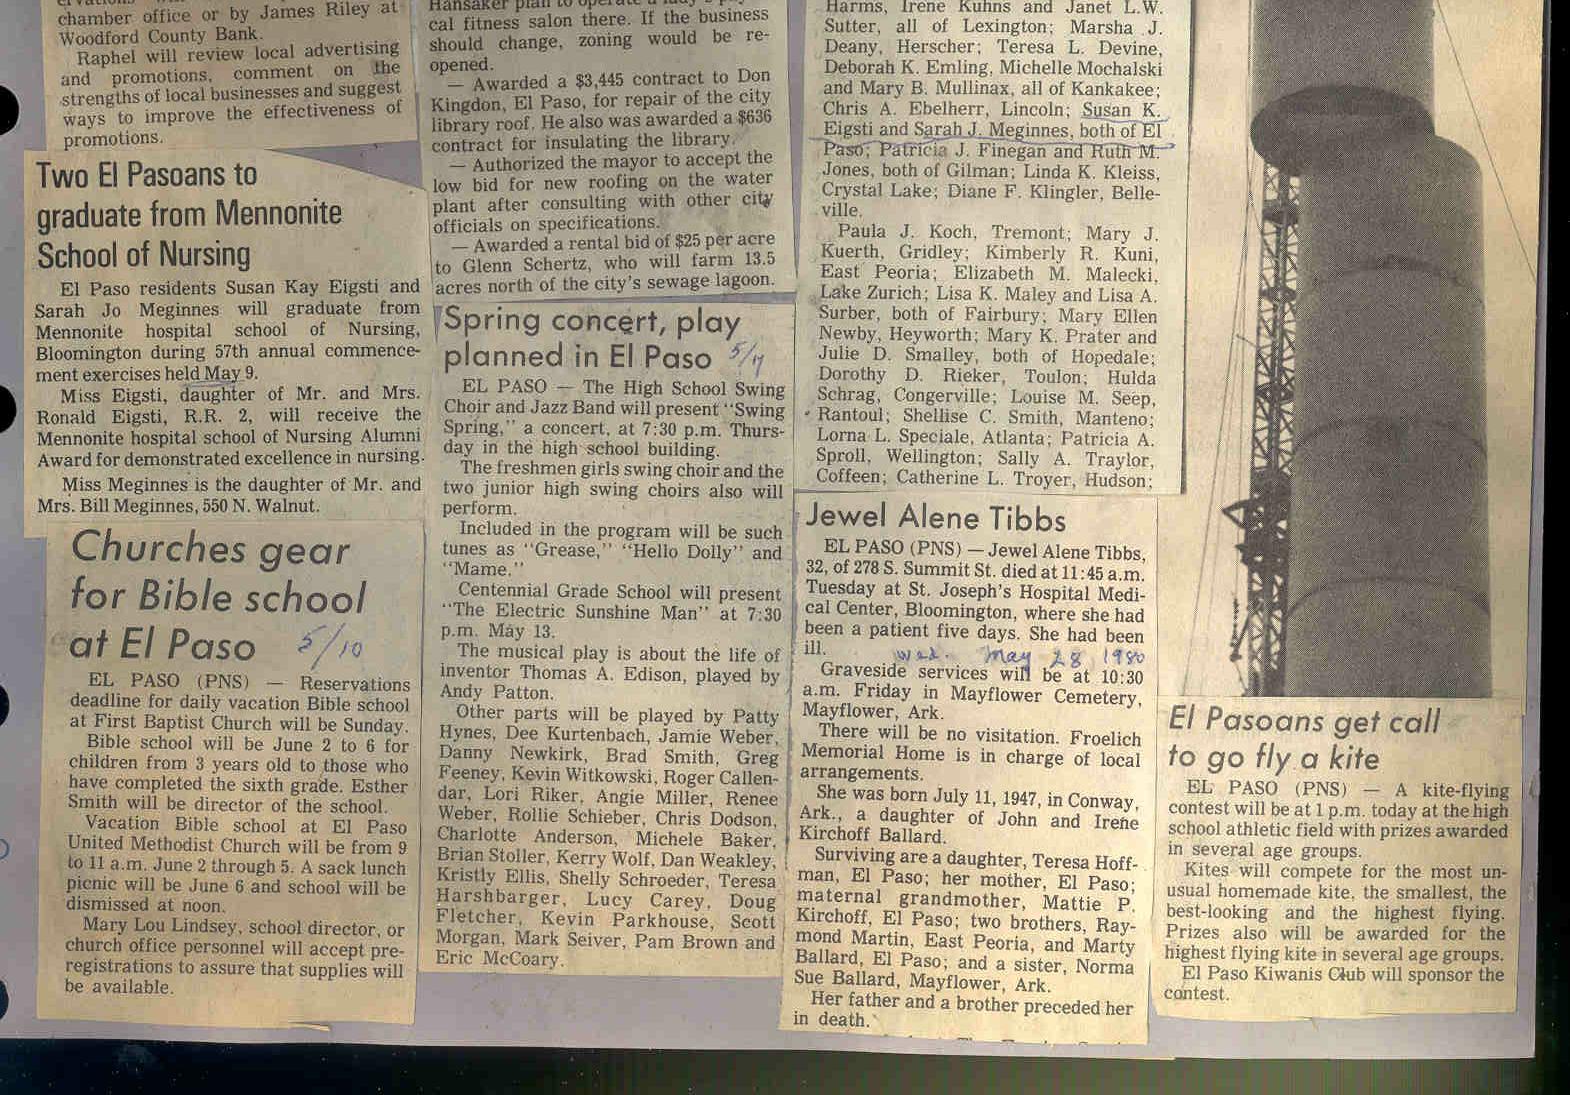 chamber office or by James Riley at
Woodford County Bank.
Raphel will review local advertising
and promotions, comment on the
strengths of local businesses and suggest
ways to improve the effectiveness of
promotions.
Two El Pasoans to
graduate from Mennonite
School of Nursing
El Paso residents Susan Kay Eigsti and
Sarah Jo Meginnes will graduate from
Mennonite hospital school of Nursing,
Bloomington during 57th annual commence-
ment exercises held May 9.
Miss Eigsti, daughter of Mr. and Mrs.
Ronald Eigsti, R.R. 2, will receive the
Mennonite hospital school of Nursing Alumni
Award for demonstrated excellence in nursing.
Miss Meginnes is the daughter of Mr. and
Mrs. Bill Meginnes, 550 N. Walnut.
Churches gear
for Bible school
at El Paso 5/10
EL PASO (PNS) — Reservations
deadline for daily vacation Bible school
at First Baptist Church will be Sunday.
Bible school will be June 2 to 6 for
children from 3 years old to those who
have completed the sixth grade. Esther
Smith will be director of the school.
Vacation Bible school at El Paso
United Methodist Church will be from 9
to 11 a.m. June 2 through 5. A sack lunch
picnic will be June 6 and school will be
dismissed at noon.
Mary Lou Lindsey, school director, or
church office personnel will accept pre-
registrations to assure that supplies will
be available.
Hansaker plan to operate a lady's
cal fitness salon there. If the business
should change, zoning would be re-
opened.
— Awarded a $3,445 contract to Don
Kingdon, El Paso, for repair of the city
library roof. He also was awarded a $636
contract for insulating the library.
— Authorized the mayor to accept the
low bid for new roofing on the water
plant after consulting with other city
officials on specifications.
— Awarded a rental bid of $25 per acre
to Glenn Schertz, who will farm 13.5
acres north of the city's sewage lagoon.
Spring concert, play
planned in El Paso 5/17
EL PASO — The High School Swing
Choir and Jazz Band will present "Swing
Spring," a concert, at 7:30 p.m. Thurs-
day in the high school building.
The freshmen girls swing choir and the
two junior high swing choirs also will
perform.
Included in the program will be such
tunes as "Grease," "Hello Dolly" and
"Mame."
Centennial Grade School will present
"The Electric Sunshine Man" at 7:30
p.m. May 13.
The musical play is about the life of
inventor Thomas A. Edison, played by
Andy Patton.
Other parts will be played by Patty
Hynes, Dee Kurtenbach, Jamie Weber,
Danny Newkirk, Brad Smith, Greg
Feeney, Kevin Witkowski, Roger Callen-
dar, Lori Riker, Angie Miller, Renee
Weber, Rollie Schieber, Chris Dodson,
Charlotte Anderson, Michele Baker,
Brian Stoller, Kerry Wolf, Dan Weakley,
Kristly Ellis, Shelly Schroeder, Teresa
Harshbarger, Lucy Carey, Doug
Fletcher, Kevin Parkhouse, Scott
Morgan, Mark Seiver, Pam Brown and
Eric McCoary.
Harms, Irene Kuhns and Janet L.W.
Sutter, all of Lexington; Marsha J.
Deany, Herscher; Teresa L. Devine,
Deborah K. Emling, Michelle Mochalski
and Mary B. Mullinax, all of Kankakee;
Chris A. Ebelherr, Lincoln; Susan K.
Eigsti and Sarah J. Meginnes, both of El
Paso; Patricia J. Finegan and Ruth M.
Jones, both of Gilman; Linda K. Kleiss,
Crystal Lake; Diane F. Klingler, Belle-
ville.
Paula J. Koch, Tremont; Mary J.
Kuerth, Gridley; Kimberly R. Kuni,
East Peoria; Elizabeth M. Malecki,
Lake Zurich; Lisa K. Maley and Lisa A.
Surber, both of Fairbury; Mary Ellen
Newby, Heyworth; Mary K. Prater and
Julie D. Smalley, both of Hopedale;
Dorothy D. Rieker, Toulon; Hulda
Schrag, Congerville; Louise M. Seep,
Rantoul; Shellise C. Smith, Manteno;
Lorna L. Speciale, Atlanta; Patricia A.
Sproll, Wellington; Sally A. Traylor,
Coffeen; Catherine L. Troyer, Hudson;
Jewel Alene Tibbs
EL PASO (PNS) — Jewel Alene Tibbs,
32, of 278 S. Summit St. died at 11:45 a.m.
Tuesday at St. Joseph's Hospital Medi-
cal Center, Bloomington, where she had
been a patient five days. She had been
ill. Wed. May 28, 1980
Graveside services will be at 10:30
a.m. Friday in Mayflower Cemetery,
Mayflower, Ark.
There will be no visitation. Froelich
Memorial Home is in charge of local
arrangements.
She was born July 11, 1947, in Conway,
Ark., a daughter of John and Irene
Kirchoff Ballard.
Surviving are a daughter, Teresa Hoff-
man, El Paso; her mother, El Paso;
maternal grandmother, Mattie P.
Kirchoff, El Paso; two brothers, Ray-
mond Martin, East Peoria, and Marty
Ballard, El Paso; and a sister, Norma
Sue Ballard, Mayflower, Ark.
Her father and a brother preceded her
in death.
El Pasoans get call
to go fly a kite
EL PASO (PNS) — A kite-flying
contest will be at 1 p.m. today at the high
school athletic field with prizes awarded
in several age groups.
Kites will compete for the most un-
usual homemade kite, the smallest, the
best-looking and the highest flying.
Prizes also will be awarded for the
highest flying kite in several age groups.
El Paso Kiwanis Club will sponsor the
contest.